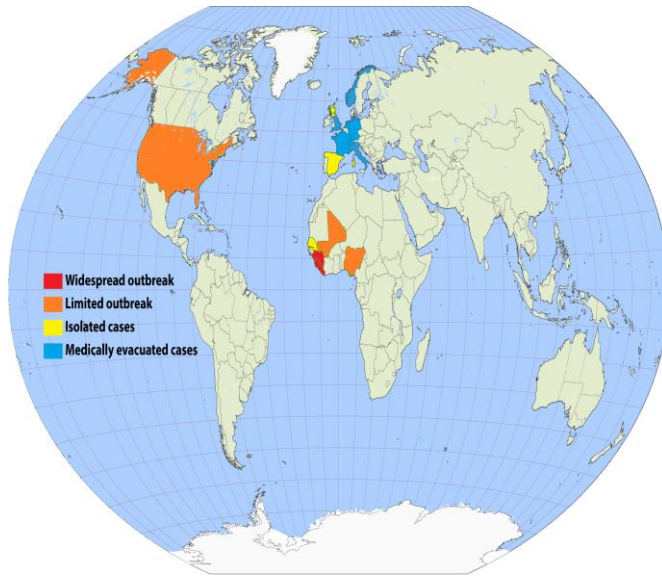 Widespread outbreak
Limited outbreak
Isolated cases
Medically evacuated cases